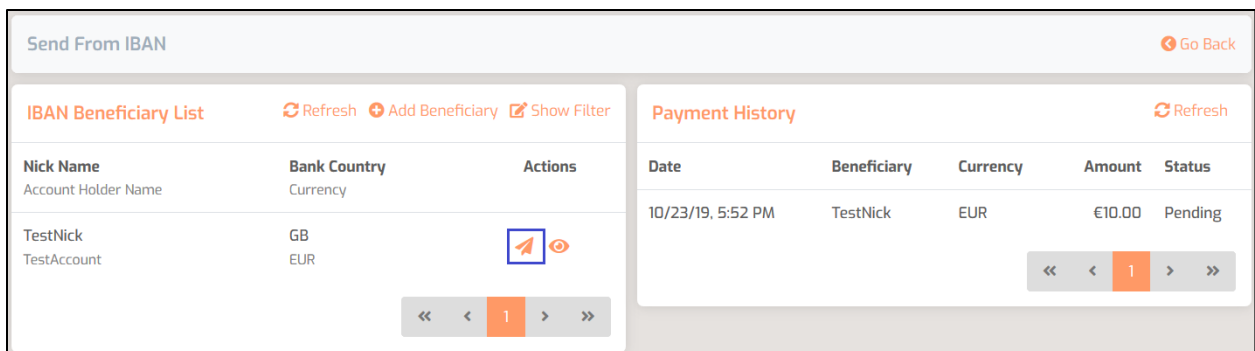 Send From IBAN
Go Back
IBAN Beneficiary List
Refresh Add Beneficiary Show Filter
Nick Name Bank Country Actions
Account Holder Name Currency
TestNick GB
TestAccount EUR
« < 1 > »
Payment History
Refresh
Date Beneficiary Currency Amount Status
10/23/19, 5:52 PM TestNick EUR €10.00 Pending
« < 1 > »